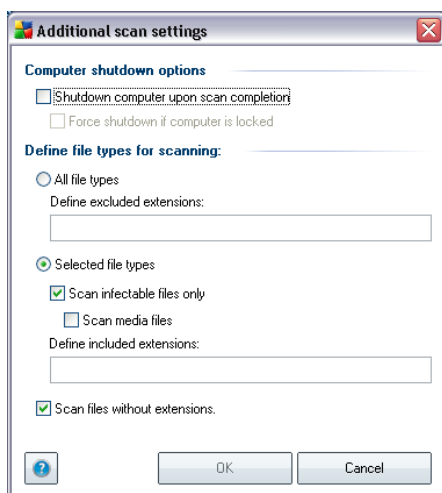 Additional scan settings
Computer shutdown options
Shutdown computer upon scan completion
Force shutdown if computer is locked
Define file types for scanning:
All file types
Define excluded extensions:
Selected file types
Scan infectable files only
Scan media files
Define included extensions:
Scan files without extensions.
?
OK
Cancel